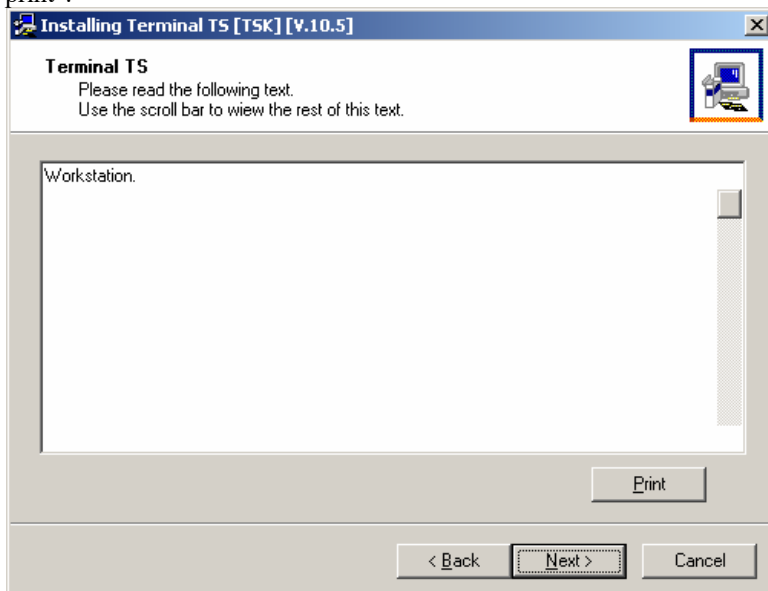 print".
Installing Terminal TS [TSK] [V.10.5]
Terminal TS
Please read the following text.
Use the scroll bar to wiew the rest of this text.
Workstation.
Print
< Back Next > Cancel